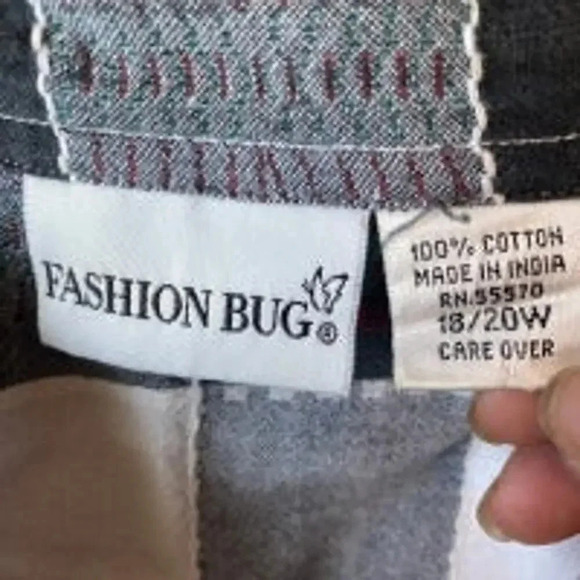 FASHION BUG®
100% COTTON
MADE IN INDIA
RN.55570
18/20W
CARE OVER